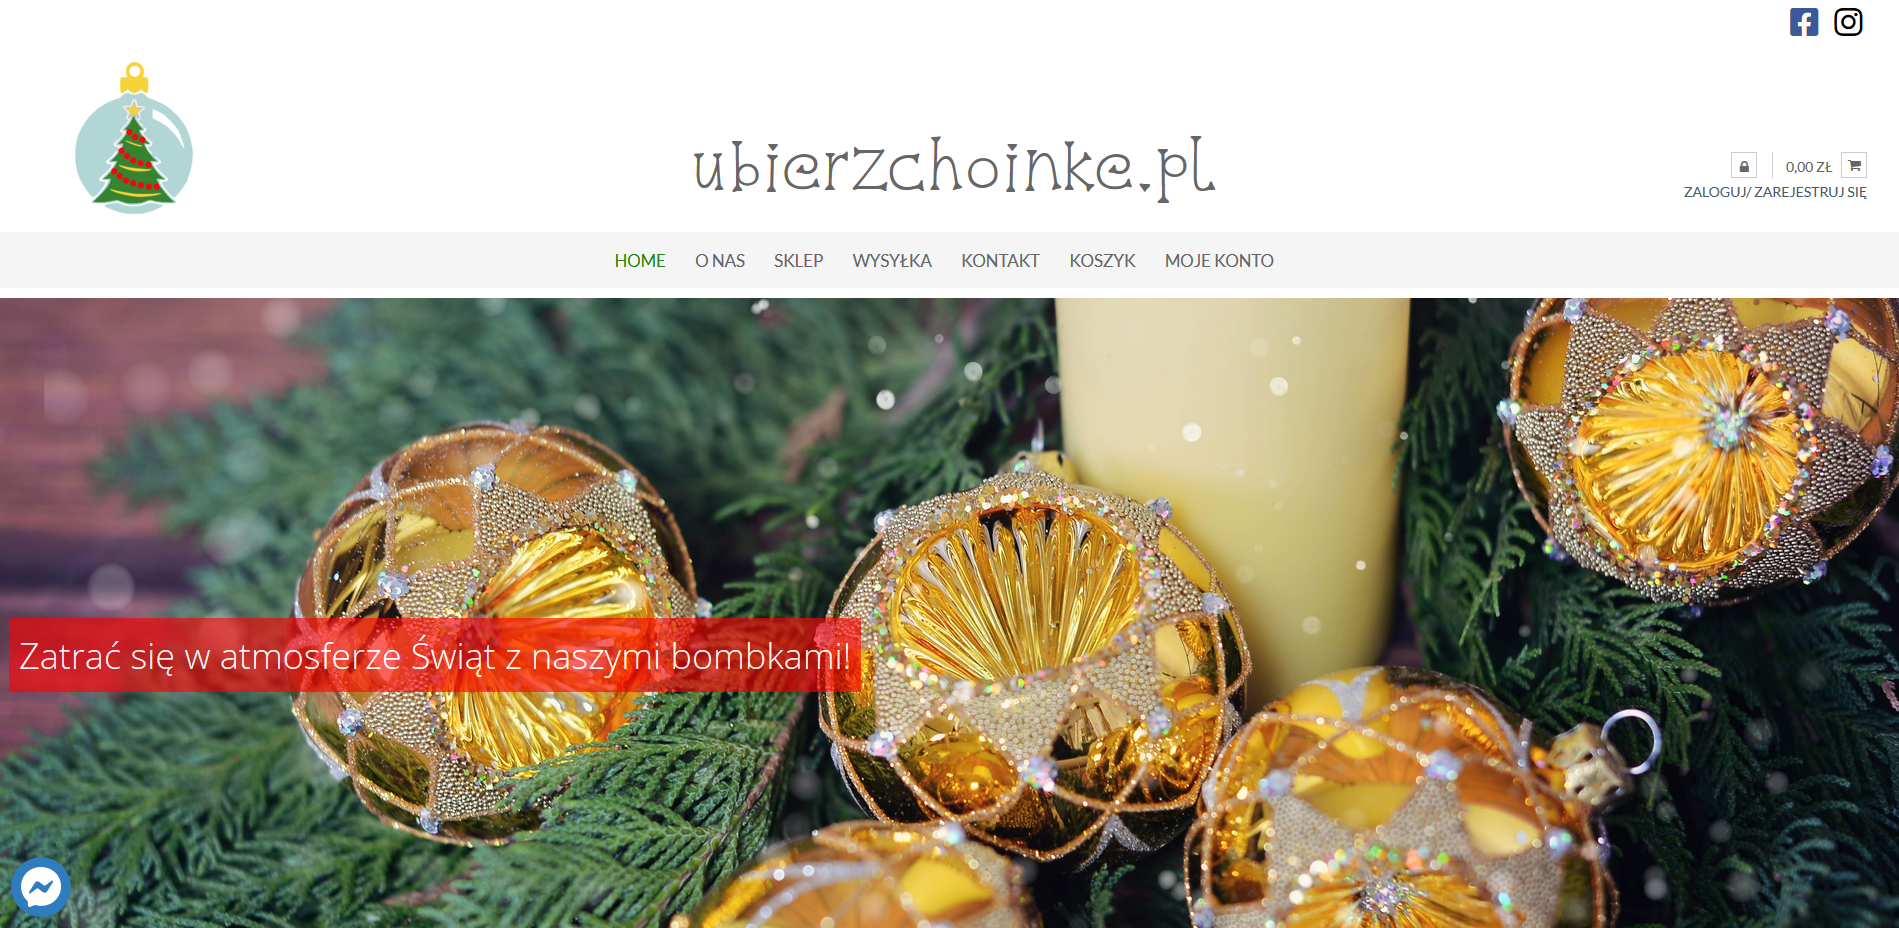 ubierzchoinke.pl
0,00 ZŁ
ZALOGUJ/ ZAREJESTRUJ SIĘ
HOME O NAS SKLEP WYSYŁKA KONTAKT KOSZYK MOJE KONTO
Zatrać się w atmosferze Świąt z naszymi bombkami!